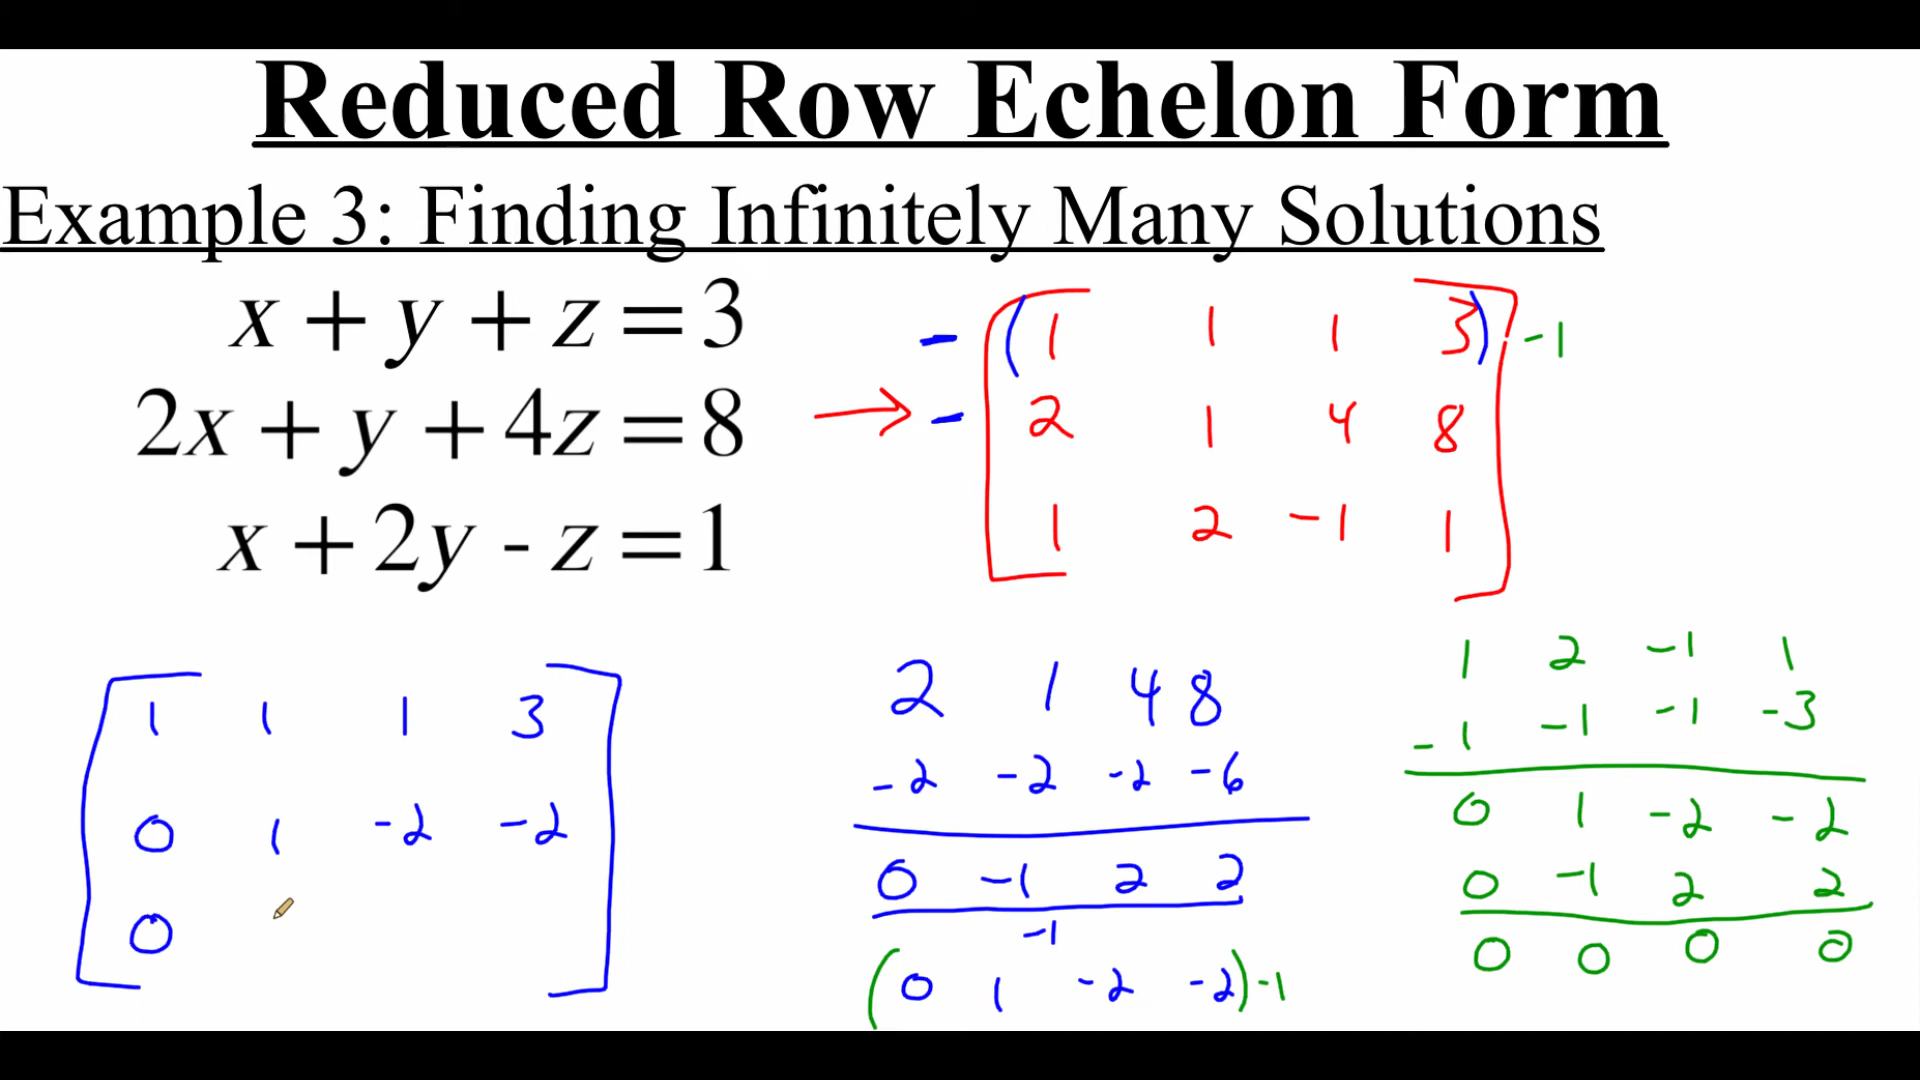 Reduced Row Echelon Form
Example 3: Finding Infinitely Many Solutions
x + y + z = 3
2x + y + 4z = 8
x + 2y - z = 1
- ( 1 1 1 3 ) -1
→ - 2 1 4 8
1 2 -1 1
1 1 1 3
0 1 -2 -2
0
2 1 4 8
-2 -2 -2 -6
0 -1 2 2
-1
(0 1 -2 -2) -1
1 2 -1 1
-1 -1 -1 -3
0 1 -2 -2
0 -1 2 2
0 0 0 0